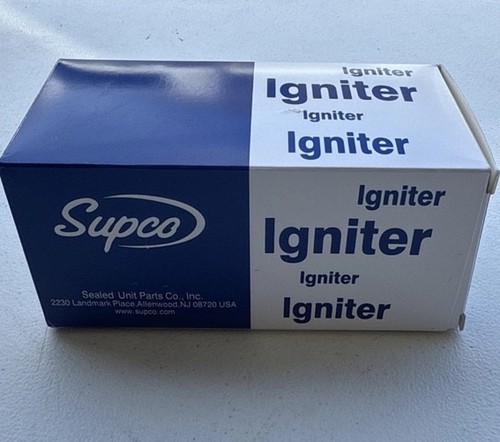 Igniter
Igniter
Igniter
Igniter
Supco
Sealed Unit Parts Co., Inc.
2230 Landmark Place, Allenwood, NJ 08720 USA
www.supco.com
Igniter
Igniter
Igniter
Igniter